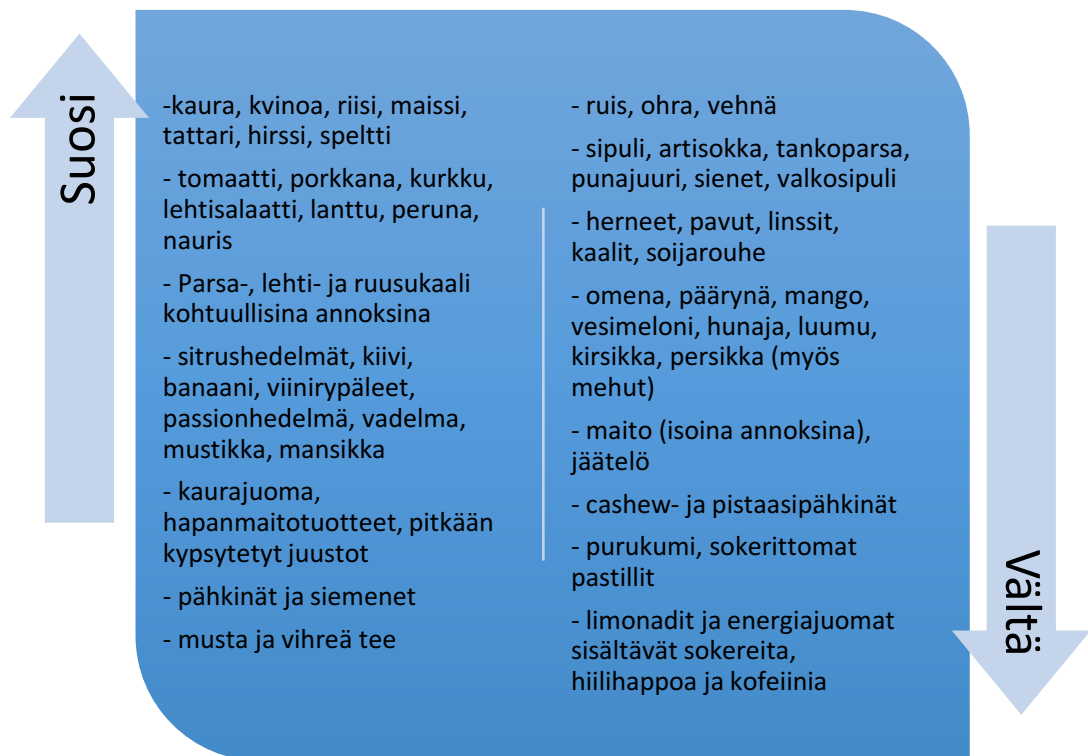 Suosi
-kaura, kvinoa, riisi, maissi,
tattari, hirssi, speltti
- tomaatti, porkkana, kurkku,
lehtisalaatti, lanttu, peruna,
nauris
- Parsa-, lehti- ja ruusukaali
kohtuullisina annoksina
- sitrushedelmät, kiivi,
banaani, viinirypäleet,
passionhedelmä, vadelma,
mustikka, mansikka
- kaurajuoma,
hapanmaitotuotteet, pitkään
kypsytetyt juustot
- pähkinät ja siemenet
- musta ja vihreä tee
- ruis, ohra, vehnä
- sipuli, artisokka, tankoparsa,
punajuuri, sienet, valkosipuli
- herneet, pavut, linssit,
kaalit, soijarouhe
- omena, päärynä, mango,
vesimeloni, hunaja, luumu,
kirsikka, persikka (myös
mehut)
- maito (isoina annoksina),
jäätelö
- cashew- ja pistaasipähkinät
- purukumi, sokerittomat
pastillit
- limonadit ja energiajuomat
sisältävät sokereita,
hiilihappoa ja kofeiinia
Vältä